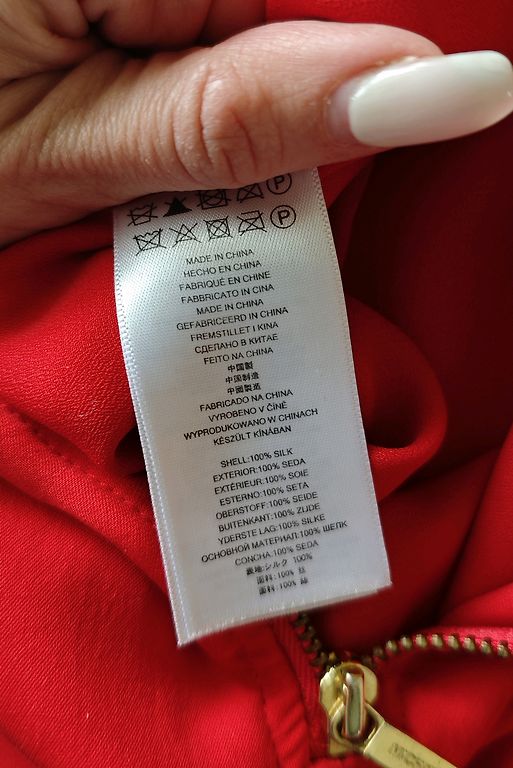 P
P
MADE IN CHINA
HECHO EN CHINA
FABRIQUÉ EN CHINE
FABBRICATO IN CINA
MADE IN CHINA
GEFABRICEERD IN CHINA
FREMSTILLET I KINA
СДЕЛАНО В КИТАЕ
FEITO NA CHINA
中国製
中国制造
中國製造
FABRICADO NA CHINA
VYROBENO V ČÍNĚ
WYPRODUKOWANO W CHINACH
KÉSZÜLT KÍNÁBAN
SHELL:100% SILK
EXTERIOR:100% SEDA
EXTÉRIEUR:100% SOIE
ESTERNO:100% SETA
OBERSTOFF:100% SEIDE
BUITENKANT:100% ZIJDE
YDERSTE LAG:100% SILKE
ОСНОВНОЙ МАТЕРИАЛ:100% ШЕЛК
CONCHA:100% SEDA
表地:シルク 100%
面料:100% 丝
面料:100% 絲